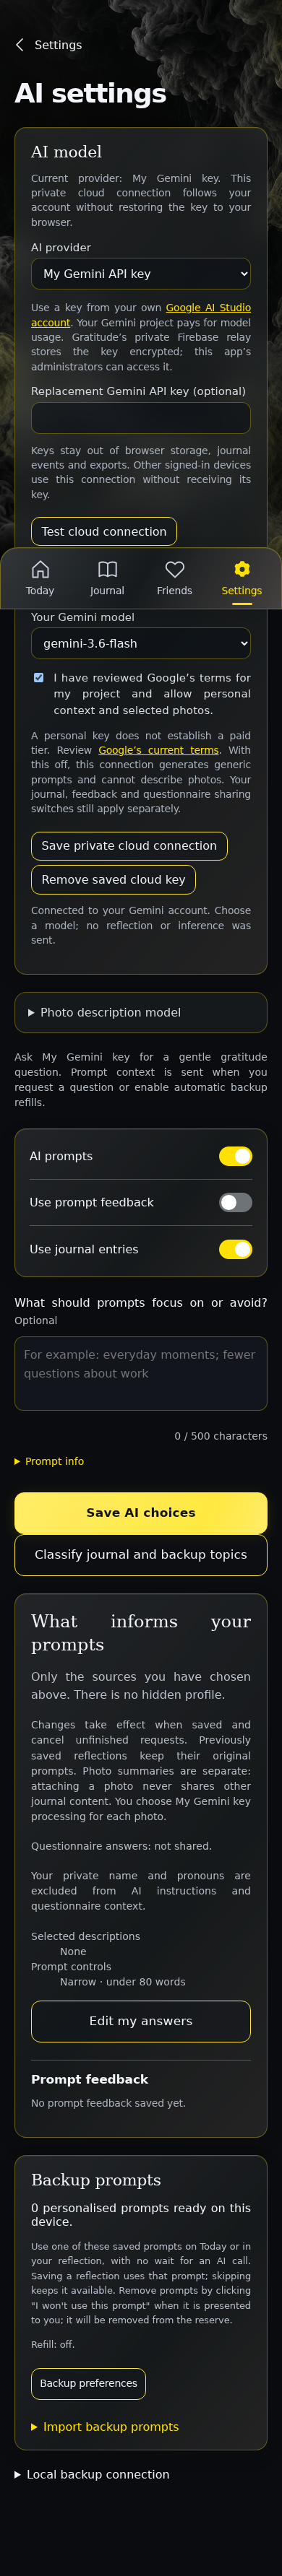 Settings
AI settings
AI model
Current provider: My Gemini key. This
private cloud connection follows your
account without restoring the key to your
browser.
AI provider
My Gemini API key
Use a key from your own Google AI Studio
account. Your Gemini project pays for model
usage. Gratitude’s private Firebase relay
stores the key encrypted; this app’s
administrators can access it.
Replacement Gemini API key (optional)
Keys stay out of browser storage, journal
events and exports. Other signed-in devices
use this connection without receiving its
key.
Test cloud connection
Today
Journal
Friends
Settings
Your Gemini model
gemini-3.6-flash
I have reviewed Google’s terms for
my project and allow personal
context and selected photos.
A personal key does not establish a paid
tier. Review Google’s current terms. With
this off, this connection generates generic
prompts and cannot describe photos. Your
journal, feedback and questionnaire sharing
switches still apply separately.
Save private cloud connection
Remove saved cloud key
Connected to your Gemini account. Choose
a model; no reflection or inference was
sent.
Photo description model
Ask My Gemini key for a gentle gratitude
question. Prompt context is sent when you
request a question or enable automatic backup
refills.
AI prompts
Use prompt feedback
Use journal entries
What should prompts focus on or avoid?
Optional
For example: everyday moments; fewer
questions about work
0 / 500 characters
Prompt info
Save AI choices
Classify journal and backup topics
What informs your
prompts
Only the sources you have chosen
above. There is no hidden profile.
Changes take effect when saved and
cancel unfinished requests. Previously
saved reflections keep their original
prompts. Photo summaries are separate:
attaching a photo never shares other
journal content. You choose My Gemini key
processing for each photo.
Questionnaire answers: not shared.
Your private name and pronouns are
excluded from AI instructions and
questionnaire context.
Selected descriptions
None
Prompt controls
Narrow · under 80 words
Edit my answers
Prompt feedback
No prompt feedback saved yet.
Backup prompts
0 personalised prompts ready on this
device.
Use one of these saved prompts on Today or in
your reflection, with no wait for an AI call.
Saving a reflection uses that prompt; skipping
keeps it available. Remove prompts by clicking
"I won't use this prompt" when it is presented
to you; it will be removed from the reserve.
Refill: off.
Backup preferences
Import backup prompts
Local backup connection